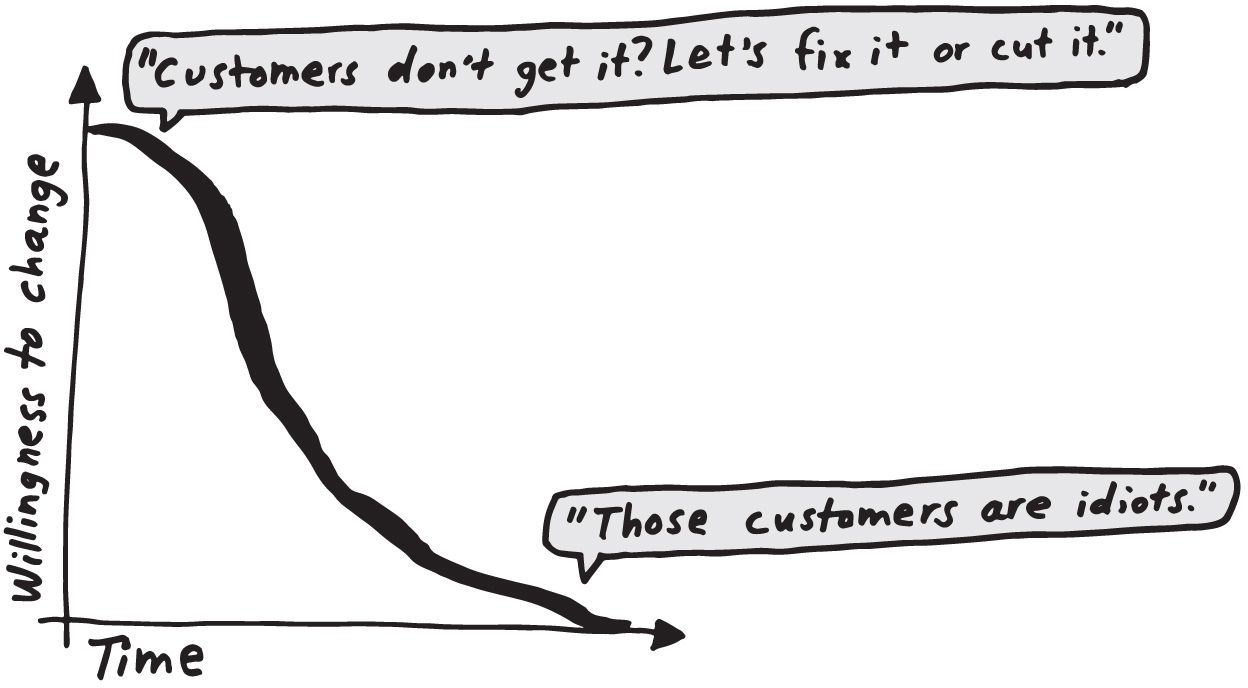 "Customers don't get it? Let's fix it or cut it."
Willingness to change
"Those customers are idiots."
Time